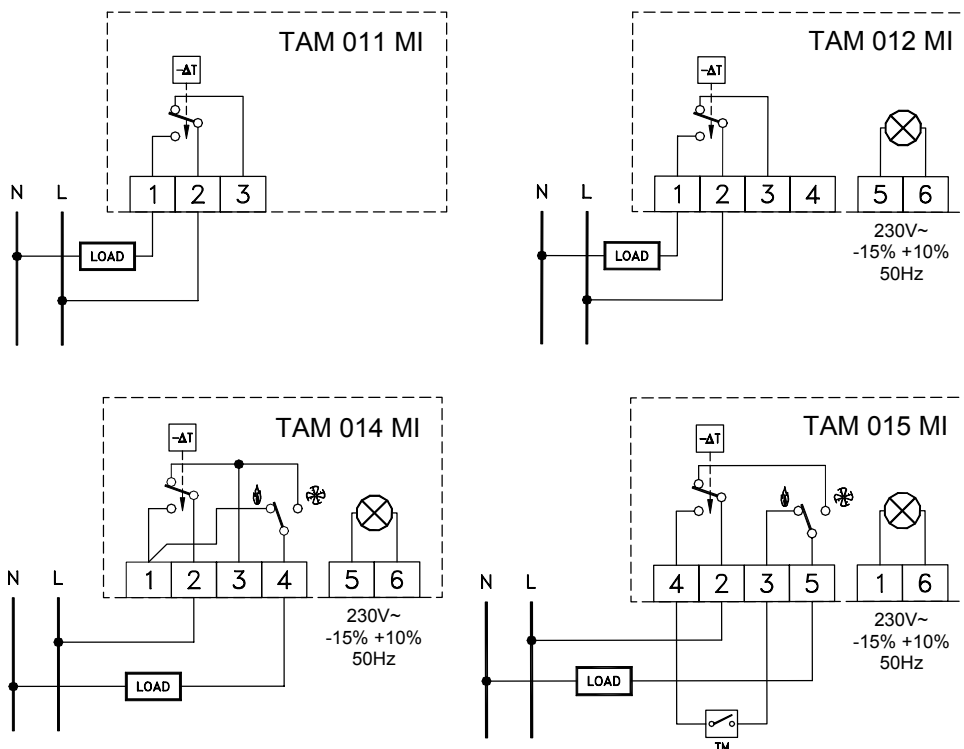 TAM 011 MI
-ΔT
1 2 3
N L
LOAD
TAM 012 MI
-ΔT
1 2 3 4 5 6
N L
LOAD
230V~
-15% +10%
50Hz
TAM 014 MI
-ΔT
1 2 3 4 5 6
N L
LOAD
230V~
-15% +10%
50Hz
TAM 015 MI
-ΔT
4 2 3 5 1 6
N L
LOAD
230V~
-15% +10%
50Hz
TM